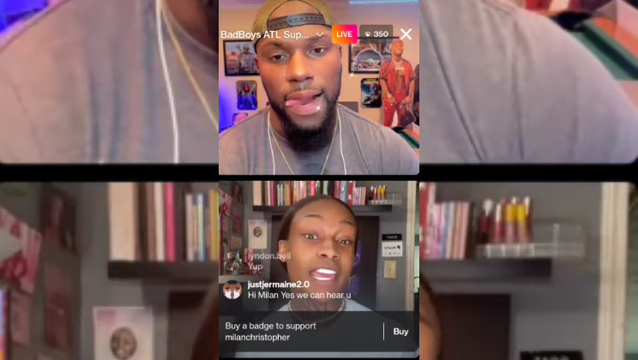 BadBoys ATL Sup...
LIVE
350
lyndon.bell
Yup
justjermaine2.0
Hi Milan Yes we can hear u
Buy a badge to support
milanchristopher
Buy